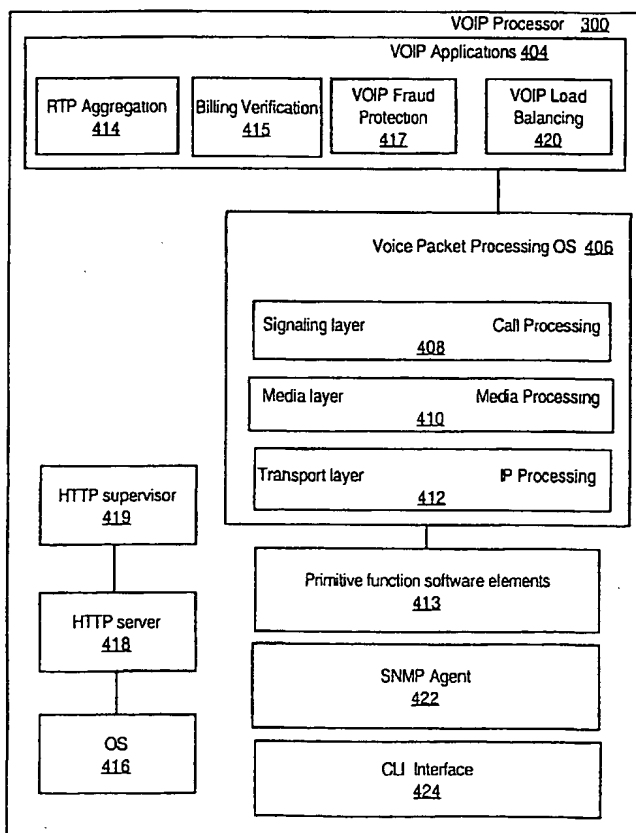 VOIP Processor 300
VOIP Applications 404
RTP Aggregation
414
Billing Verification
415
VOIP Fraud
Protection
417
VOIP Load
Balancing
420
Voice Packet Processing OS 406
Signaling layer Call Processing
408
Media layer Media Processing
410
Transport layer IP Processing
412
HTTP supervisor
419
HTTP server
418
OS
416
Primitive function software elements
413
SNMP Agent
422
CLI Interface
424